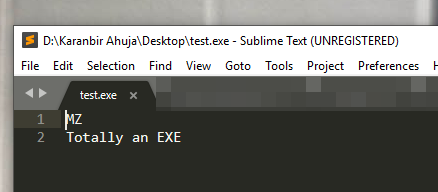 D:\Karanbir Ahuja\Desktop\test.exe - Sublime Text (UNREGISTERED)
File Edit Selection Find View Goto Tools Project Preferences H
test.exe ×
1 MZ
2 Totally an EXE